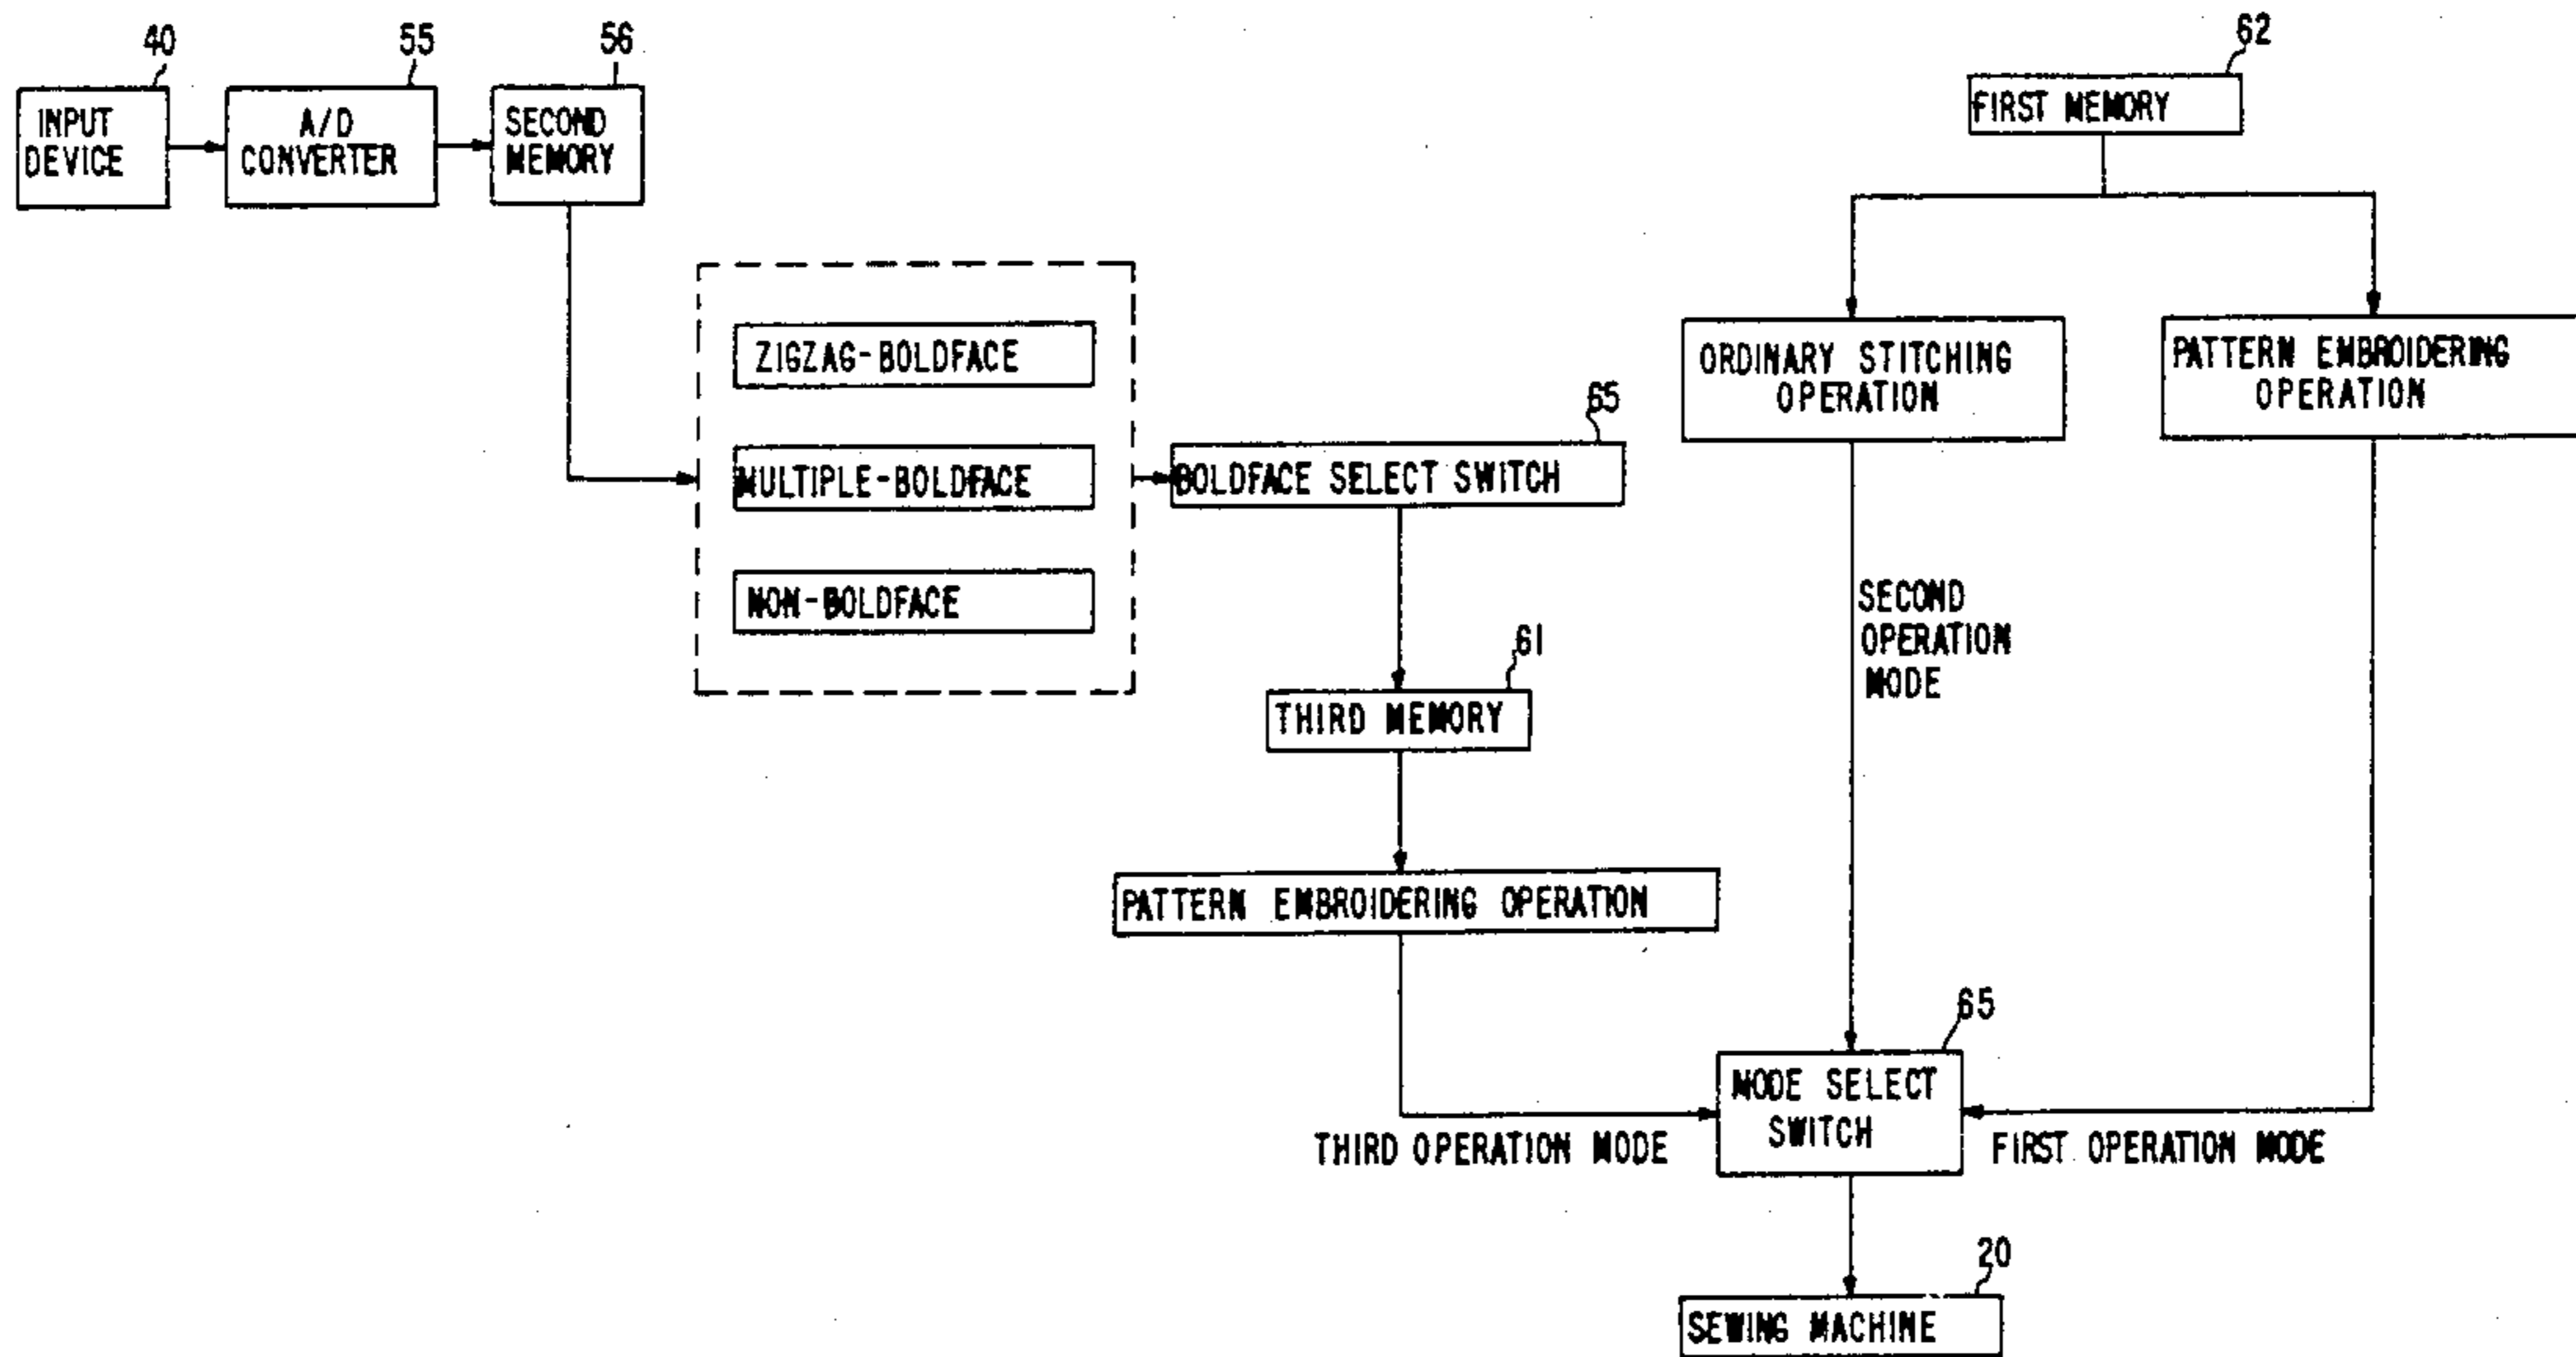 40
INPUT
DEVICE
55
A/D
CONVERTER
56
SECOND
MEMORY
62
FIRST MEMORY
ZIGZAG-BOLDFACE
MULTIPLE-BOLDFACE
NON-BOLDFACE
65
BOLDFACE SELECT SWITCH
ORDINARY STITCHING
OPERATION
PATTERN EMBROIDERING
OPERATION
SECOND
OPERATION
MODE
61
THIRD MEMORY
PATTERN EMBROIDERING OPERATION
65
MODE SELECT
SWITCH
THIRD OPERATION MODE
FIRST OPERATION MODE
20
SEWING MACHINE